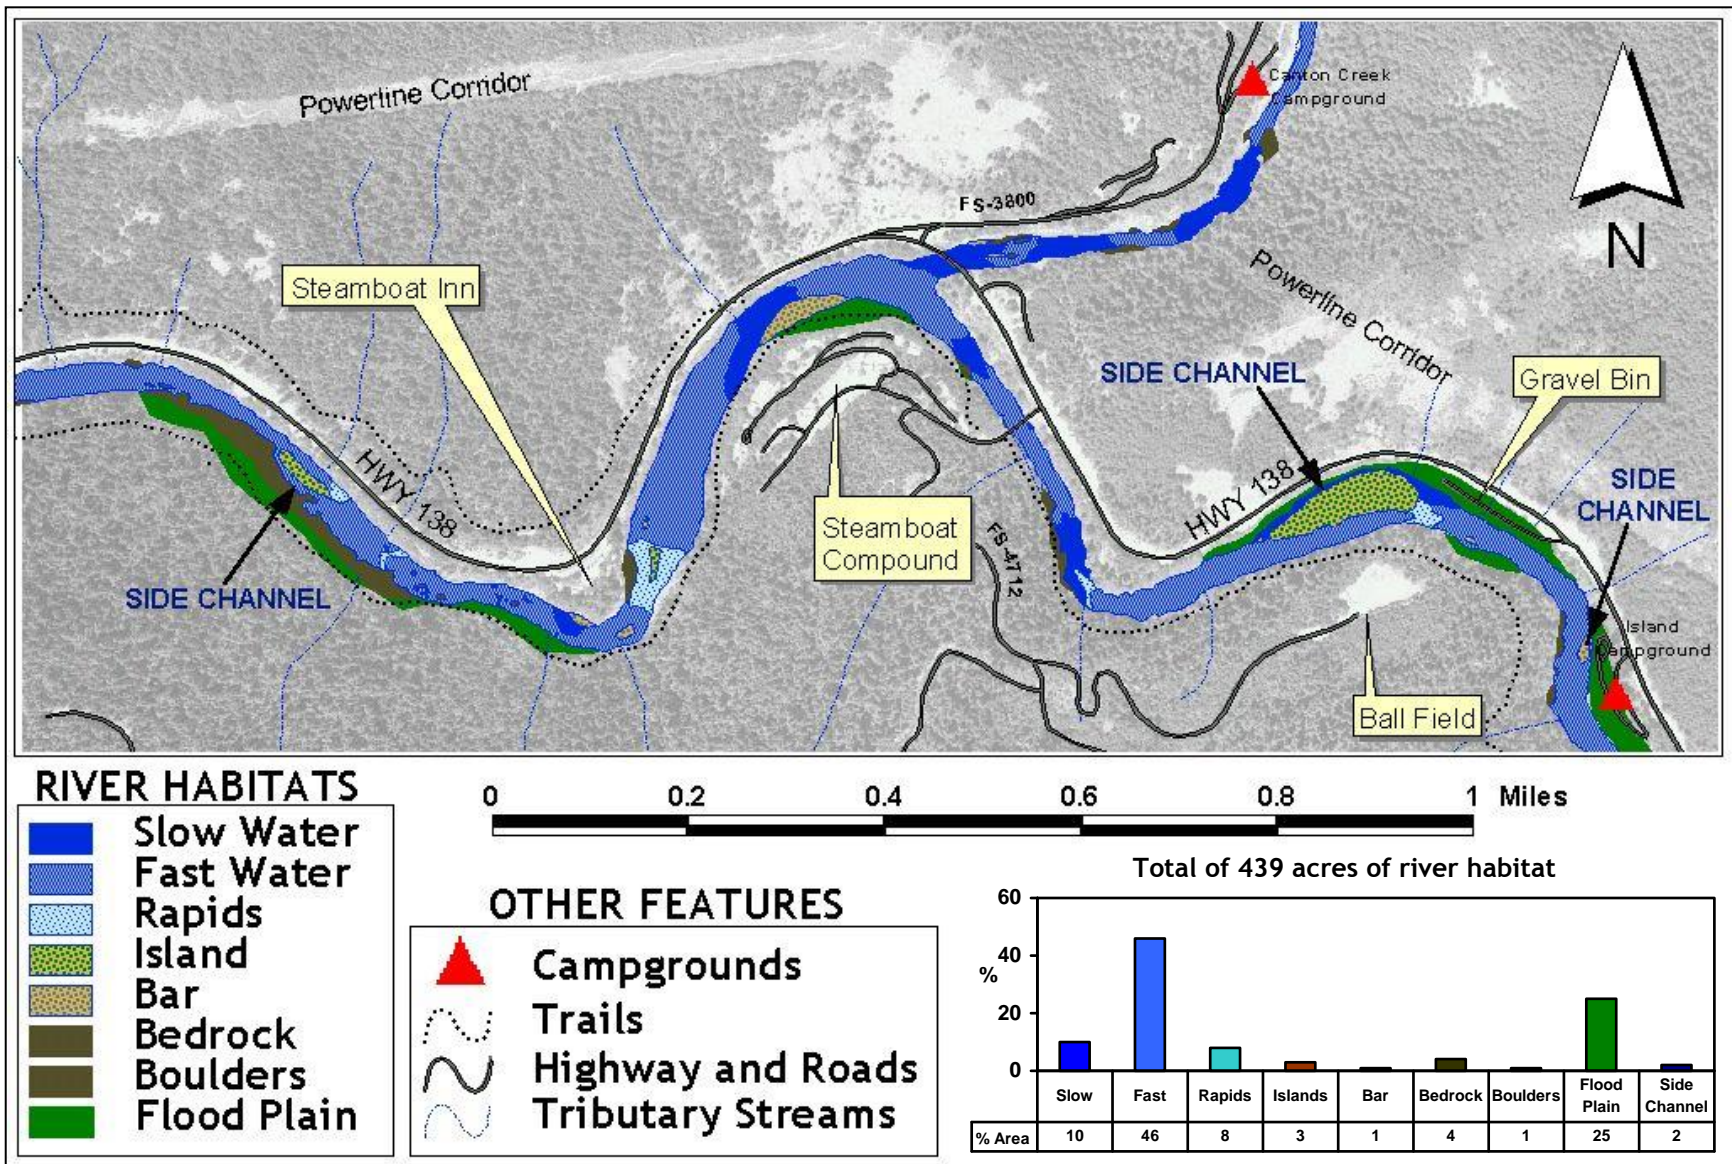 Powerline Corridor
Canton Creek
Campground
FS-3800
N
Steamboat Inn
Powerline Corridor
SIDE CHANNEL
Gravel Bin
HWY 138
HWY 138
SIDE
CHANNEL
Steamboat
Compound
FS-4712
SIDE CHANNEL
Island
Campground
Ball Field
RIVER HABITATS
Slow Water
Fast Water
Rapids
Island
Bar
Bedrock
Boulders
Flood Plain
0 0.2 0.4 0.6 0.8 1 Miles
OTHER FEATURES
Campgrounds
Trails
Highway and Roads
Tributary Streams
Total of 439 acres of river habitat
60
40
%
20
0
Slow Fast Rapids Islands Bar Bedrock Boulders Flood Plain Side Channel
% Area 10 46 8 3 1 4 1 25 2